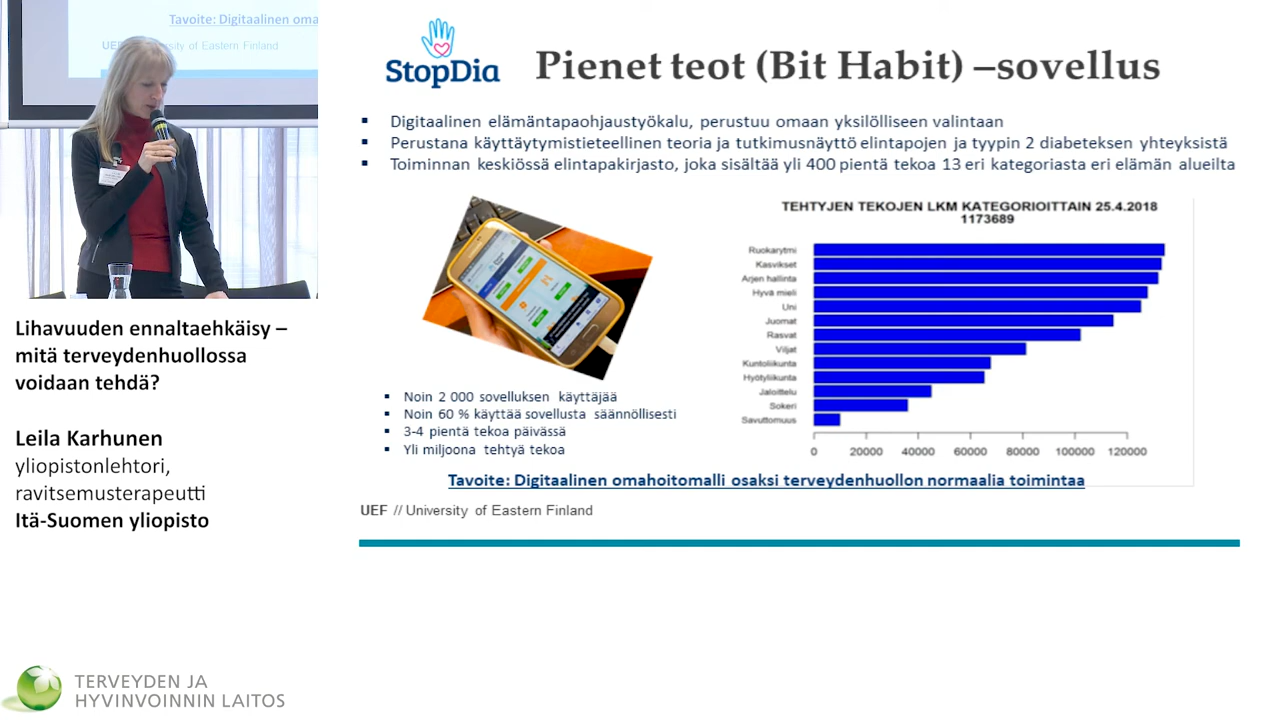 Tavoite: Digitaalinen oma
UEF // University of Eastern Finland
Lihavuuden ennaltaehkäisy –
mitä terveydenhuollossa
voidaan tehdä?
Leila Karhunen
yliopistonlehtori,
ravitsemusterapeutti
Itä-Suomen yliopisto
TERVEYDEN JA
HYVINVOINNIN LAITOS
StopDia
Pienet teot (Bit Habit) –sovellus
▪ Digitaalinen elämäntapaohjaustyökalu, perustuu omaan yksilölliseen valintaan
▪ Perustana käyttäytymistieteellinen teoria ja tutkimusnäyttö elintapojen ja tyypin 2 diabeteksen yhteyksistä
▪ Toiminnan keskiössä elintapakirjasto, joka sisältää yli 400 pientä tekoa 13 eri kategoriasta eri elämän alueilta
TEHTYJEN TEKOJEN LKM KATEGORIOITTAIN 25.4.2018
1173689
Ruokarytmi
Kasvikset
Arjen hallinta
Hyvä mieli
Uni
Juomat
Rasvat
Viljat
Kuntoliikunta
Hyötyliikunta
Jaloittelu
Sokeri
Savuttomuus
0 20000 40000 60000 80000 100000 120000
▪ Noin 2 000 sovelluksen käyttäjää
▪ Noin 60 % käyttää sovellusta säännöllisesti
▪ 3-4 pientä tekoa päivässä
▪ Yli miljoona tehtyä tekoa
Tavoite: Digitaalinen omahoitomalli osaksi terveydenhuollon normaalia toimintaa
UEF // University of Eastern Finland